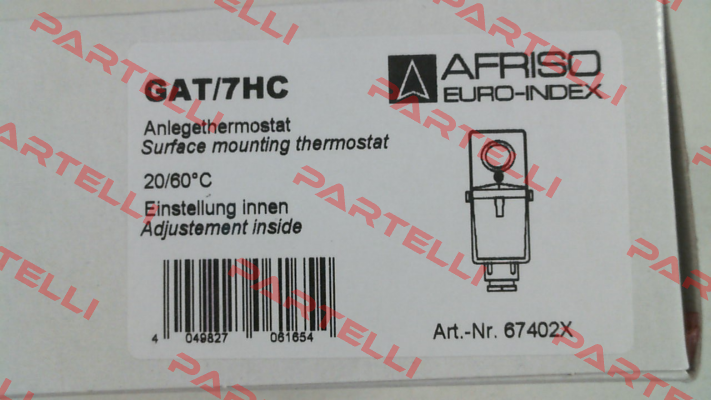 GAT/7HC
Anlegethermostat
Surface mounting thermostat
20/60°C
Einstellung innen
Adjustement inside
4 049827 061654
AFRISO
EURO-INDEX
Art.-Nr. 67402X
PARTELLI
PARTELLI
PARTELLI
PARTELLI
PARTELLI
PARTELLI
PARTELLI